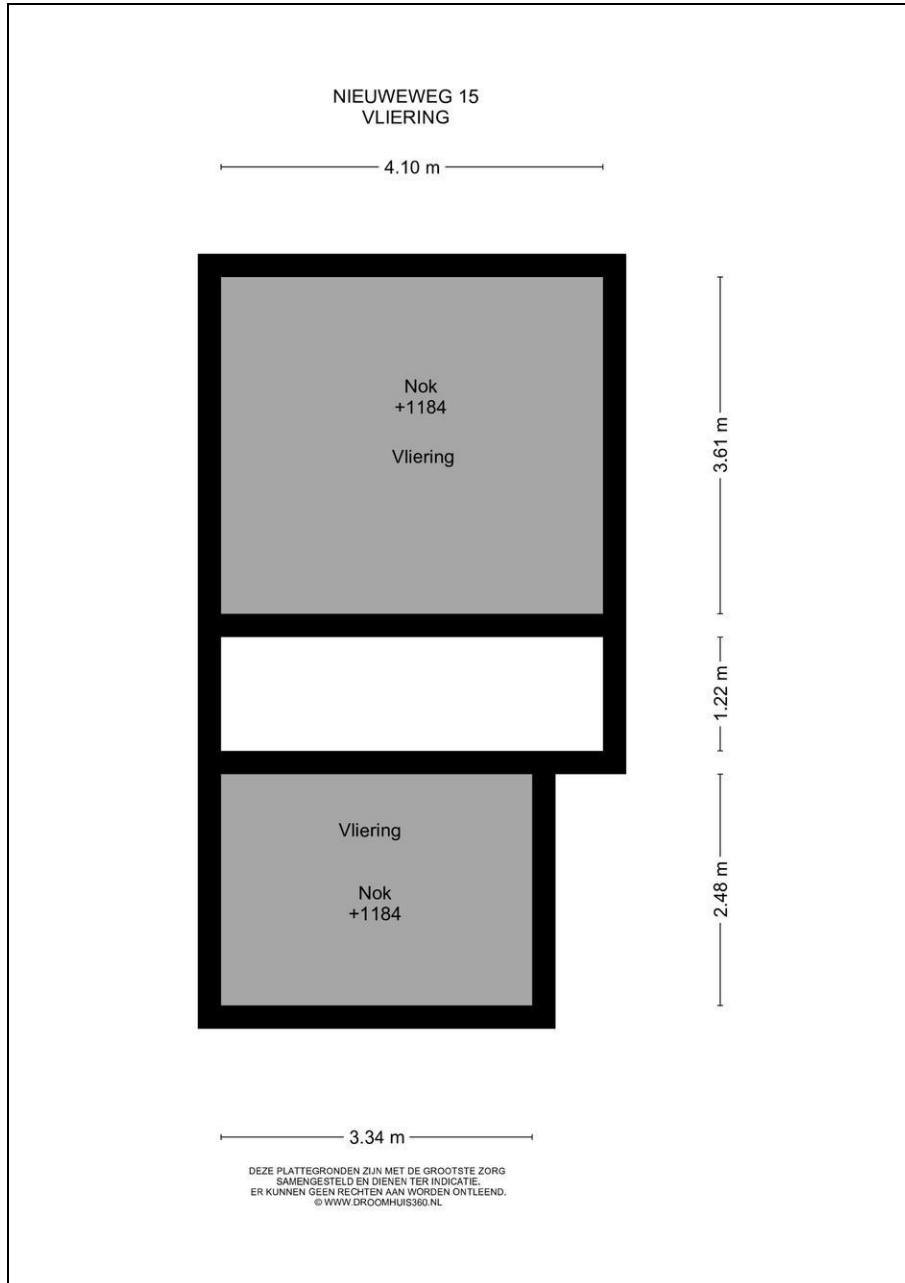 NIEUWEWEG 15
VLIERING
4.10 m
Nok
+1184
Vliering
3.61 m
1.22 m
Vliering
Nok
+1184
2.48 m
3.34 m
DEZE PLATTEGRONDEN ZIJN MET DE GROOTSTE ZORG
SAMENGESTELD EN DIENEN TER INDICATIE.
ER KUNNEN GEEN RECHTEN AAN WORDEN ONTLEEND.
© WWW.DROOMHUIS360.NL